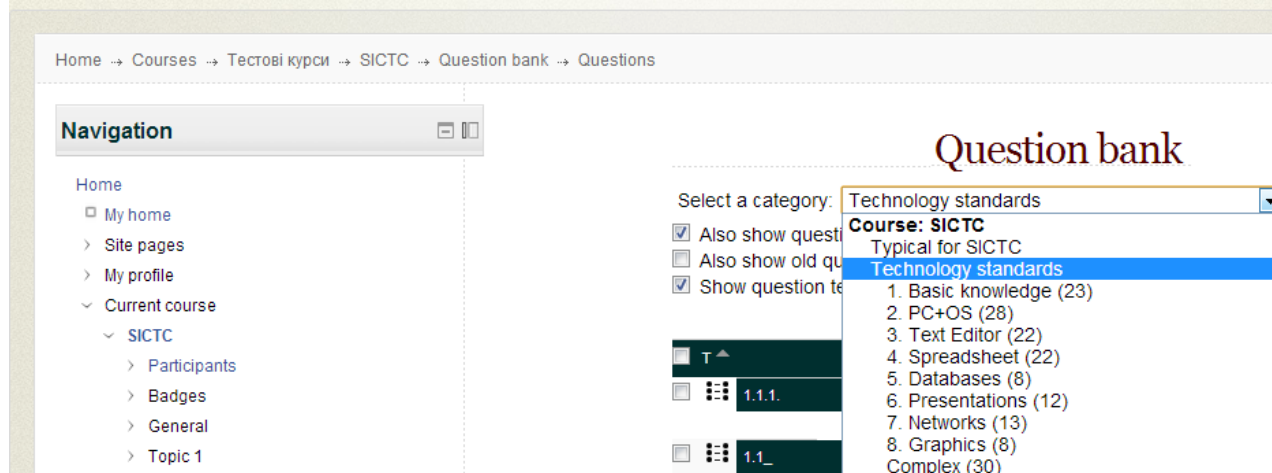 Home → Courses → Тестові курси → SICTC → Question bank → Questions
Navigation
Home
My home
Site pages
My profile
Current course
SICTC
Participants
Badges
General
Topic 1
Question bank
Select a category: Technology standards
Also show questi
Also show old qu
Show question te
Course: SICTC
Typical for SICTC
Technology standards
1. Basic knowledge (23)
2. PC+OS (28)
3. Text Editor (22)
4. Spreadsheet (22)
5. Databases (8)
6. Presentations (12)
7. Networks (13)
8. Graphics (8)
Complex (30)
T
1.1.1.
1.1_